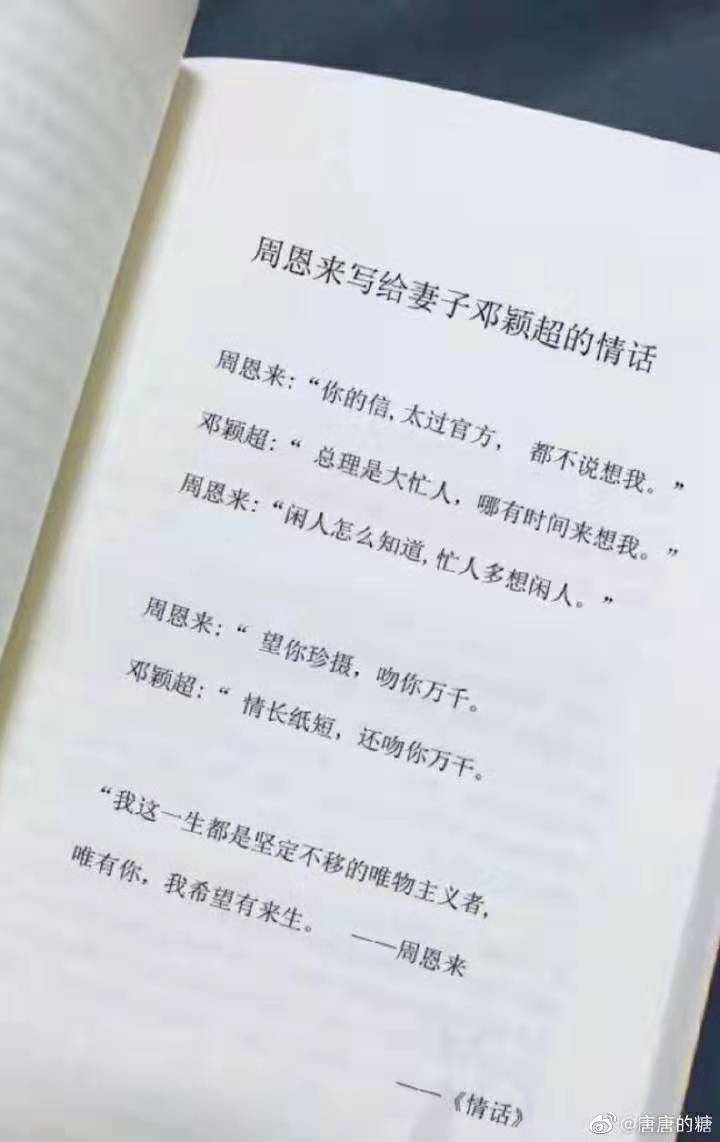 周恩来写给妻子邓颖超的情话
周恩来:“你的信,太过官方, 都不说想我。”
邓颖超:“ 总理是大忙人，哪有时间来想我。”
周恩来:“闲人怎么知道,忙人多想闲人。”
周恩来:“ 望你珍摄，吻你万千。
邓颖超:“ 情长纸短，还吻你万千。
“我这一生都是坚定不移的唯物主义者,
唯有你，我希望有来生。 ——周恩来
——《情话》
@唐唐的糖